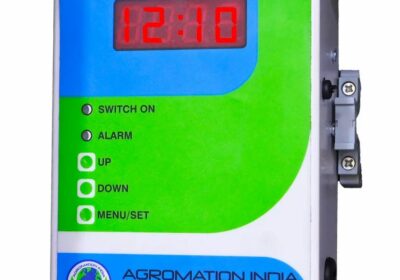 12:10
SWITCH ON
ALARM
UP
DOWN
MENU/SET
AGROMATION INDIA